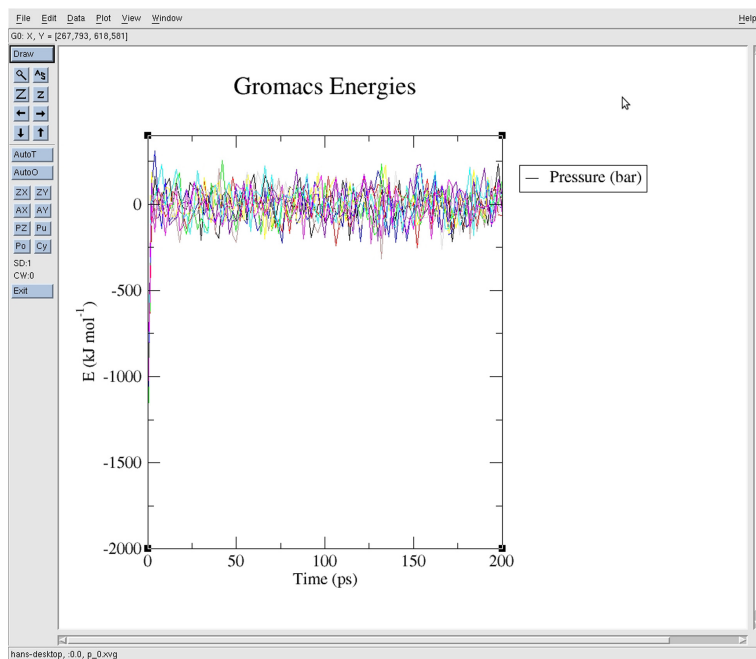 File Edit Data Plot View Window Help
G0: X, Y = [267,793, 618,581]
Draw
AS
Z z
AutoT
AutoO
ZX ZY
AX AY
PZ Pu
Po Cy
SD:1
CW:0
Exit
Gromacs Energies
Pressure (bar)
0
-500
-1000
-1500
-2000
E (kJ mol-1)
0 50 100 150 200
Time (ps)
hans-desktop, :0.0, p_0.xvg